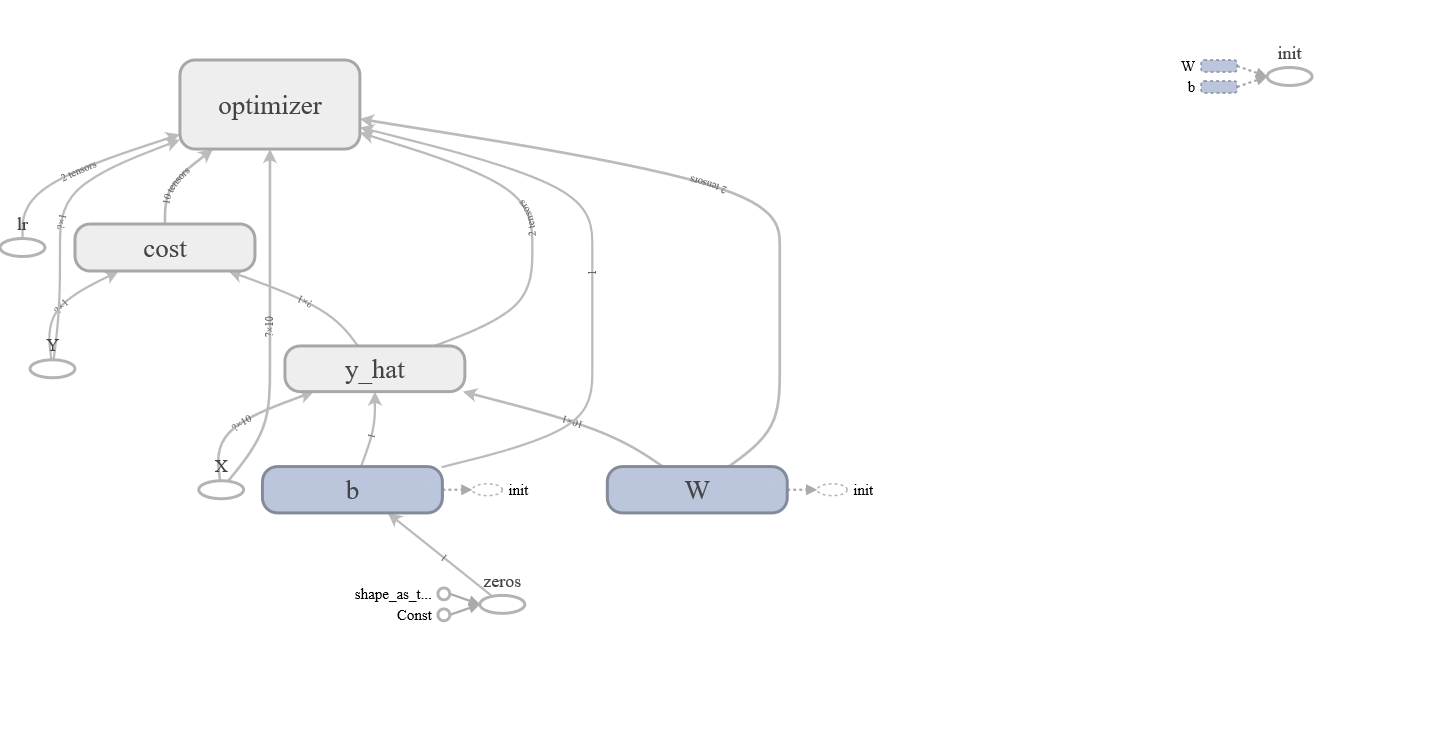 init
W
b
optimizer
2 tensors
10 tensors
2 tensors
2 tensors
lr
?×1
cost
1
?×1
?×1
?×10
Y
y_hat
?×10
1
10×1
X
b
init
W
init
1
zeros
shape_as_t...
Const